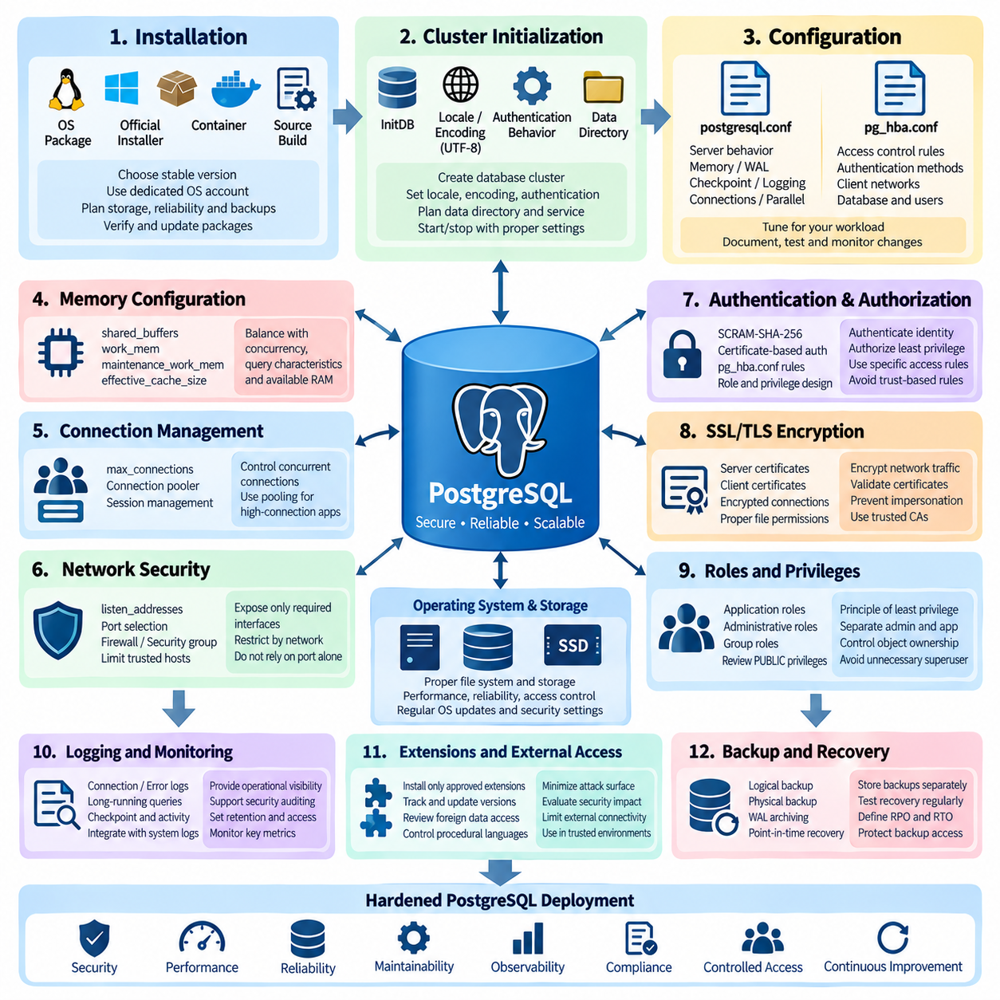 1. Installation
OS
Package
Official
Installer
Container
Source
Build
Choose stable version
Use dedicated OS account
Plan storage, reliability and backups
Verify and update packages
2. Cluster Initialization
InitDB
Locale /
Encoding
(UTF-8)
Authentication
Behavior
Data
Directory
Create database cluster
Set locale, encoding, authentication
Plan data directory and service
Start/stop with proper settings
3. Configuration
postgresql.conf
Server behavior
Memory / WAL
Checkpoint / Logging
Connections / Parallel
pg_hba.conf
Access control rules
Authentication methods
Client networks
Database and users
Tune for your workload
Document, test and monitor changes
4. Memory Configuration
shared_buffers
work_mem
maintenance_work_mem
effective_cache_size
Balance with
concurrency,
query characteristics
and available RAM
5. Connection Management
max_connections
Connection pooler
Session management
Control concurrent
connections
Use pooling for
high-connection apps
6. Network Security
listen_addresses
Port selection
Firewall / Security group
Limit trusted hosts
Expose only required
interfaces
Restrict by network
Do not rely on port alone
PostgreSQL
Secure • Reliable • Scalable
Operating System & Storage
SSD
Proper file system and storage
Performance, reliability, access control
Regular OS updates and security settings
7. Authentication & Authorization
SCRAM-SHA-256
Certificate-based auth
pg_hba.conf rules
Role and privilege design
Authenticate identity
Authorize least privilege
Use specific access rules
Avoid trust-based rules
8. SSL/TLS Encryption
Server certificates
Client certificates
Encrypted connections
Proper file permissions
Encrypt network traffic
Validate certificates
Prevent impersonation
Use trusted CAs
9. Roles and Privileges
Application roles
Administrative roles
Group roles
Review PUBLIC privileges
Principle of least privilege
Separate admin and app
Control object ownership
Avoid unnecessary superuser
10. Logging and Monitoring
Connection / Error logs
Long-running queries
Checkpoint and activity
Integrate with system logs
Provide operational visibility
Support security auditing
Set retention and access
Monitor key metrics
11. Extensions and External Access
Install only approved extensions
Track and update versions
Review foreign data access
Control procedural languages
Minimize attack surface
Evaluate security impact
Limit external connectivity
Use in trusted environments
12. Backup and Recovery
Logical backup
Physical backup
WAL archiving
Point-in-time recovery
Store backups separately
Test recovery regularly
Define RPO and RTO
Protect backup access
Hardened PostgreSQL Deployment
Security
Performance
Reliability
Maintainability
Observability
Compliance
Controlled Access
Continuous Improvement